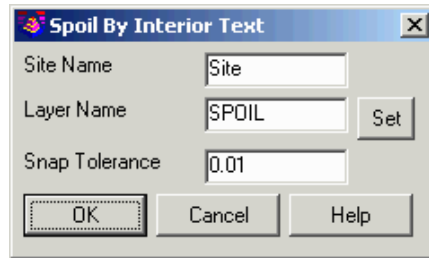 Spoil By Interior Text
Site Name Site
Layer Name SPOIL Set
Snap Tolerance 0.01
OK Cancel Help